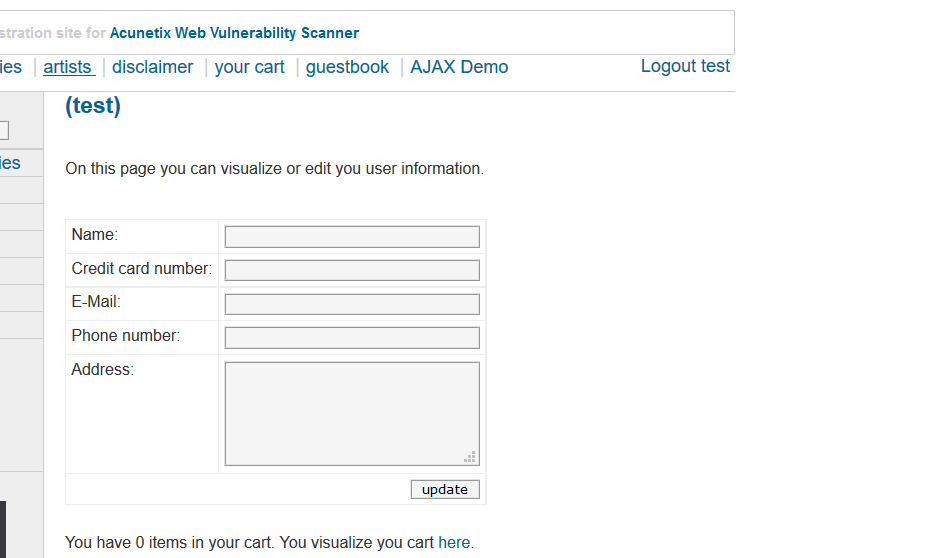 stration site for Acunetix Web Vulnerability Scanner
ies | artists | disclaimer | your cart | guestbook | AJAX Demo Logout test
(test)
ies
On this page you can visualize or edit you user information.
Name:
Credit card number:
E-Mail:
Phone number:
Address:
update
You have 0 items in your cart. You visualize you cart here.